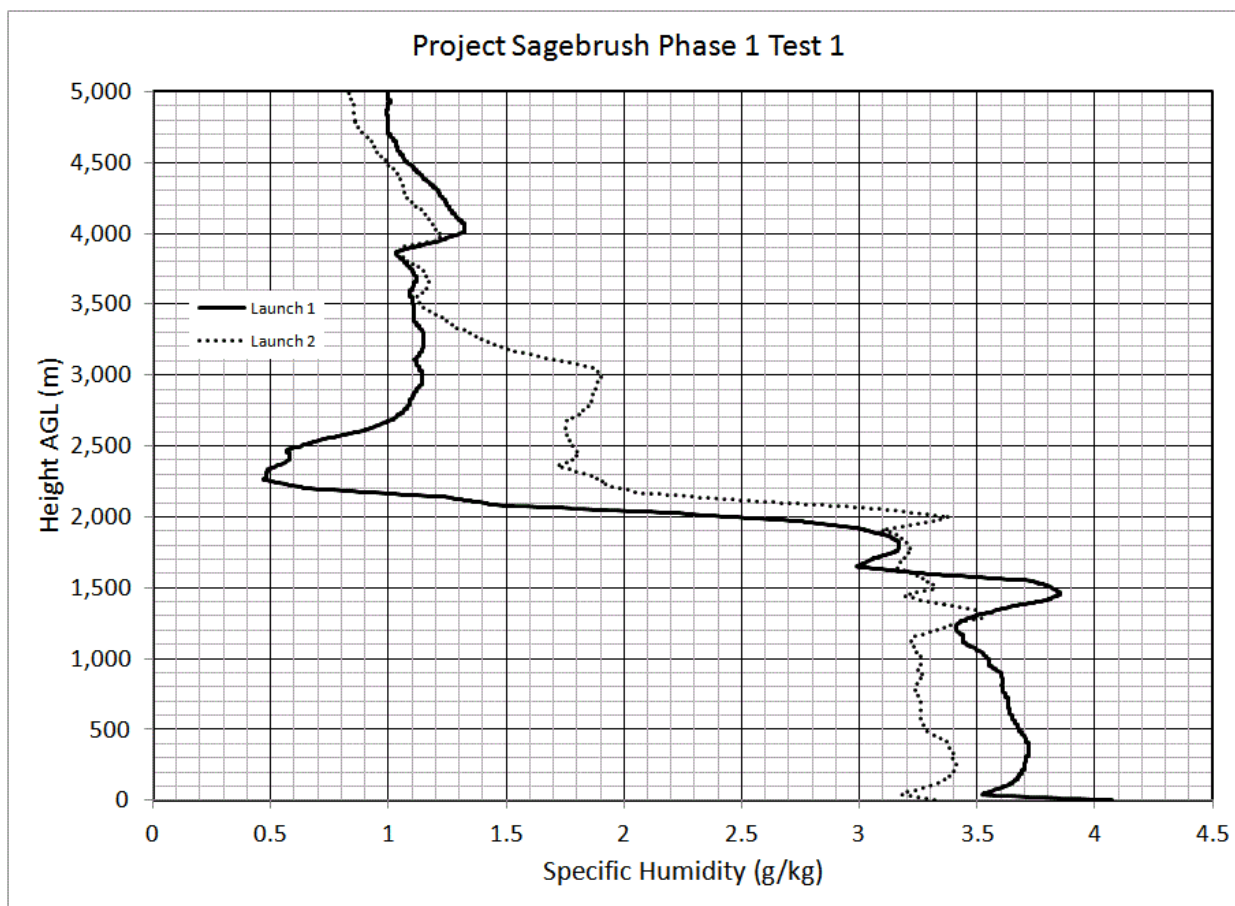 Project Sagebrush Phase 1 Test 1
5,000
4,500
4,000
3,500
3,000
2,500
2,000
1,500
1,000
500
0
Height AGL (m)
Launch 1
Launch 2
0 0.5 1 1.5 2 2.5 3 3.5 4 4.5
Specific Humidity (g/kg)